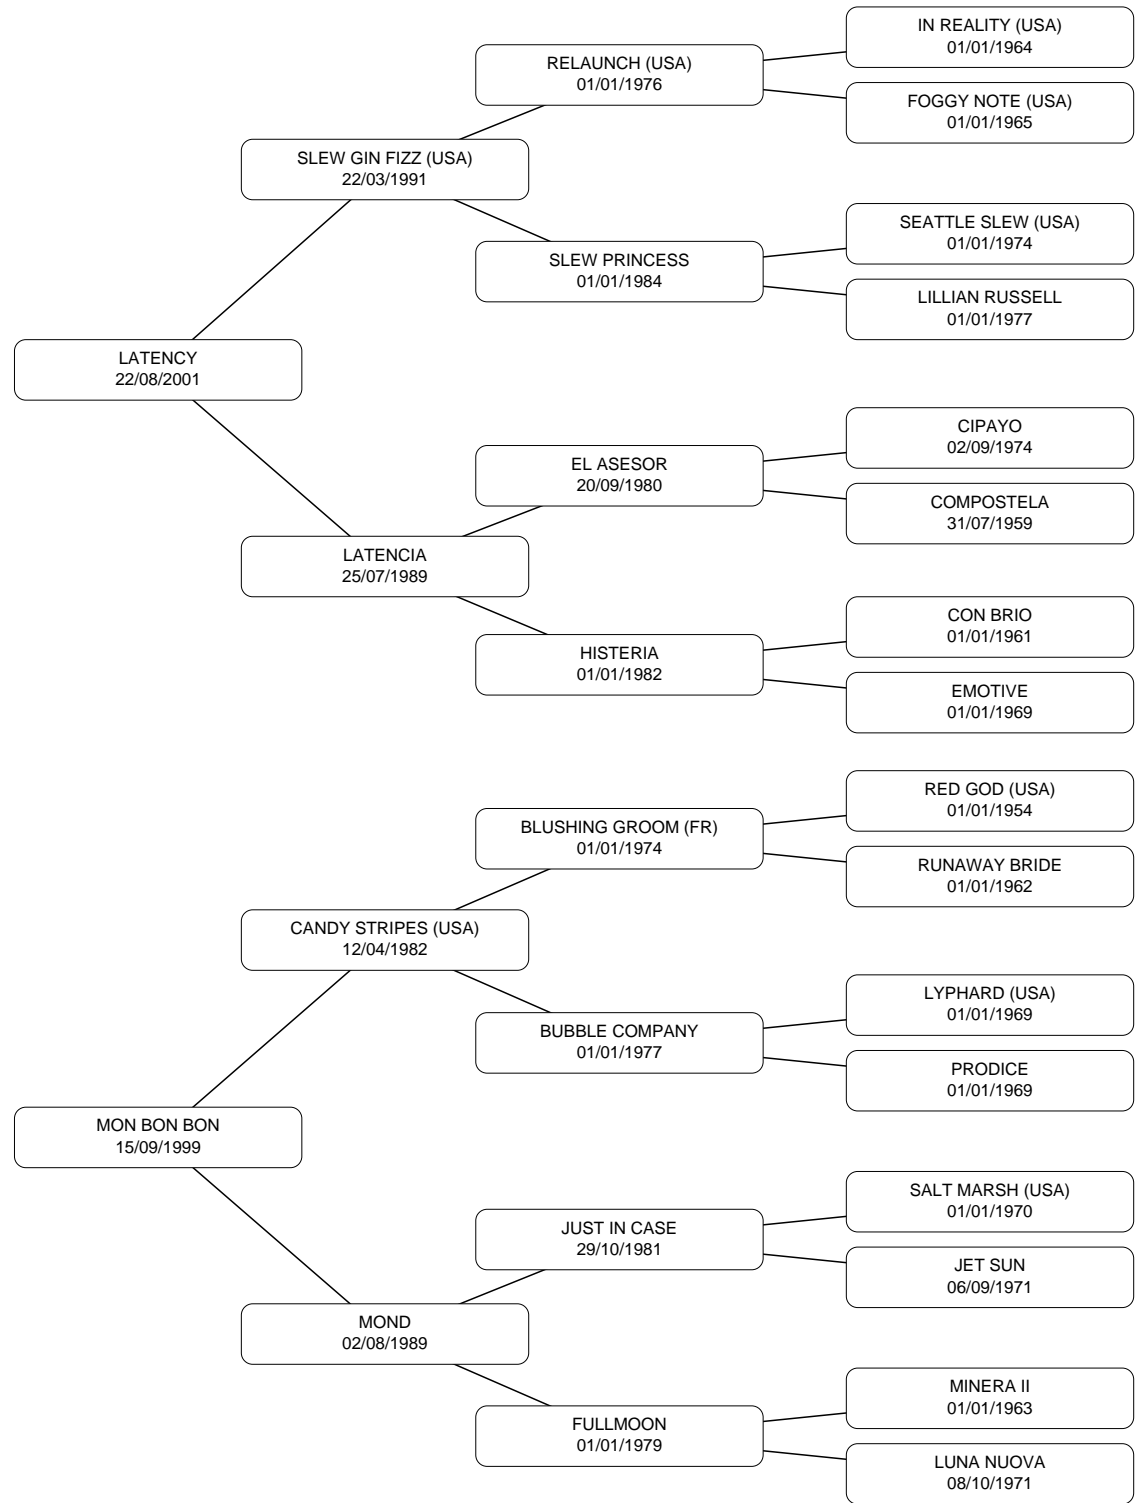 IN REALITY (USA)
01/01/1964
RELAUNCH (USA)
01/01/1976
FOGGY NOTE (USA)
01/01/1965
SLEW GIN FIZZ (USA)
22/03/1991
SEATTLE SLEW (USA)
01/01/1974
SLEW PRINCESS
01/01/1984
LILLIAN RUSSELL
01/01/1977
LATENCY
22/08/2001
CIPAYO
02/09/1974
EL ASESOR
20/09/1980
COMPOSTELA
31/07/1959
LATENCIA
25/07/1989
CON BRIO
01/01/1961
HISTERIA
01/01/1982
EMOTIVE
01/01/1969
RED GOD (USA)
01/01/1954
BLUSHING GROOM (FR)
01/01/1974
RUNAWAY BRIDE
01/01/1962
CANDY STRIPES (USA)
12/04/1982
LYPHARD (USA)
01/01/1969
BUBBLE COMPANY
01/01/1977
PRODICE
01/01/1969
MON BON BON
15/09/1999
SALT MARSH (USA)
01/01/1970
JUST IN CASE
29/10/1981
JET SUN
06/09/1971
MOND
02/08/1989
MINERA II
01/01/1963
FULLMOON
01/01/1979
LUNA NUOVA
08/10/1971